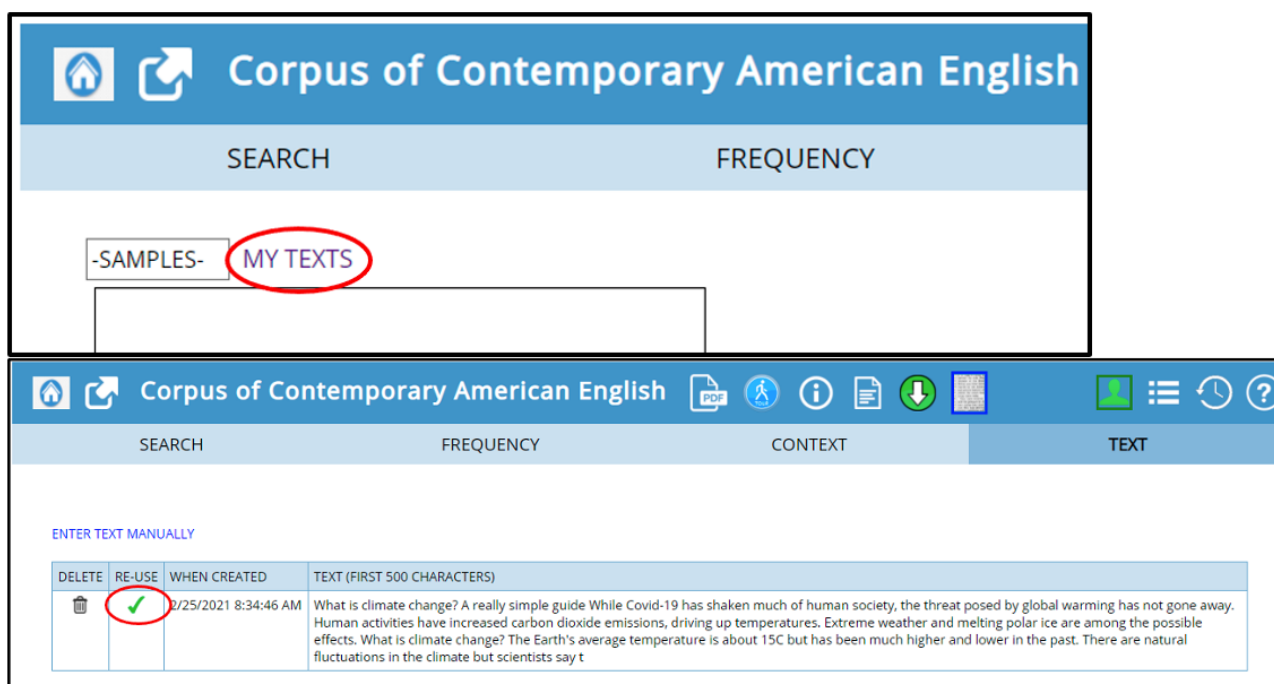 Corpus of Contemporary American English
SEARCH FREQUENCY
-SAMPLES- MY TEXTS
Corpus of Contemporary American English PDF
SEARCH FREQUENCY CONTEXT TEXT
ENTER TEXT MANUALLY
DELETE RE-USE WHEN CREATED TEXT (FIRST 500 CHARACTERS)
2/25/2021 8:34:46 AM What is climate change? A really simple guide While Covid-19 has shaken much of human society, the threat posed by global warming has not gone away.
Human activities have increased carbon dioxide emissions, driving up temperatures. Extreme weather and melting polar ice are among the possible
effects. What is climate change? The Earth's average temperature is about 15C but has been much higher and lower in the past. There are natural
fluctuations in the climate but scientists say t